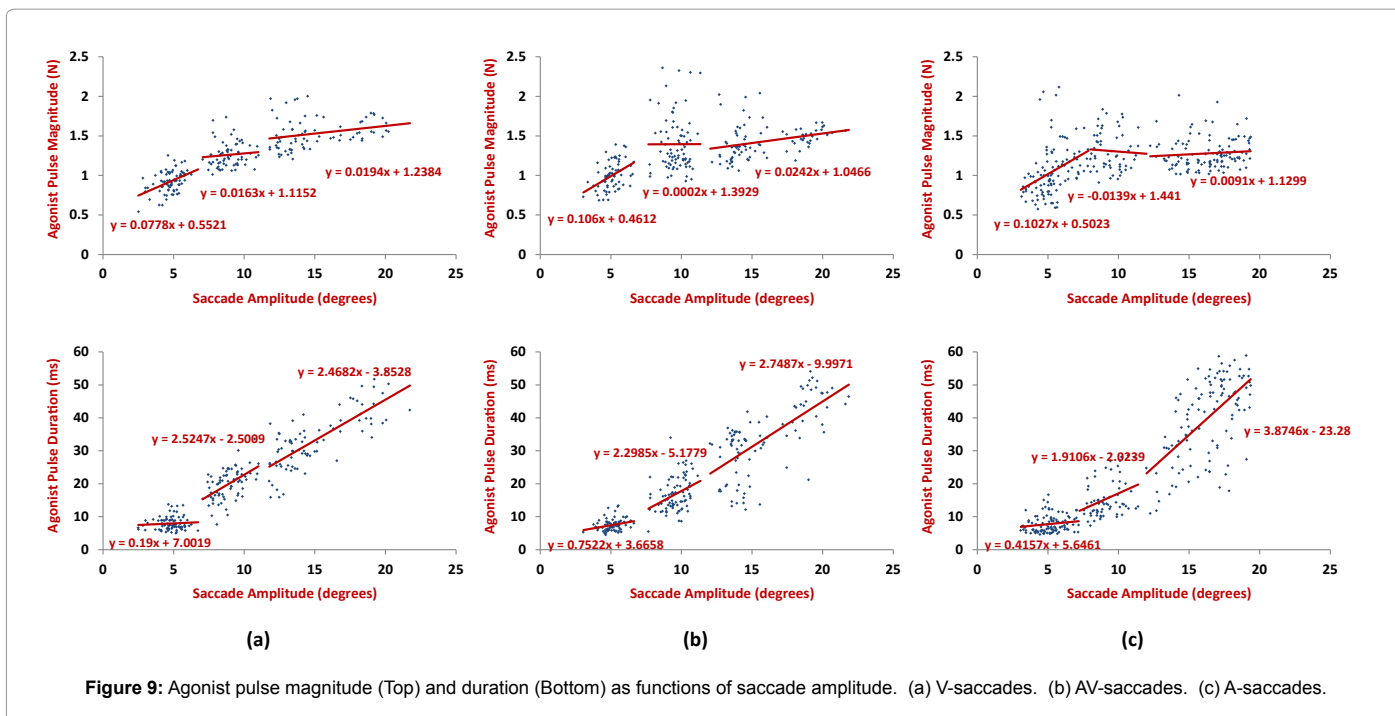 2.5
2
1.5
1
0.5
0
0 5 10 15 20 25
Agonist Pulse Magnitude (N)
Saccade Amplitude (degrees)
y = 0.0778x + 0.5521
y = 0.0163x + 1.1152
y = 0.0194x + 1.2384
2.5
2
1.5
1
0.5
0
0 5 10 15 20 25
Agonist Pulse Magnitude (N)
Saccade Amplitude (degrees)
y = 0.106x + 0.4612
y = 0.0002x + 1.3929
y = 0.0242x + 1.0466
2.5
2
1.5
1
0.5
0
0 5 10 15 20 25
Agonist Pulse Magnitude (N)
Saccade Amplitude (degrees)
y = 0.1027x + 0.5023
y = -0.0139x + 1.441
y = 0.0091x + 1.1299
60
50
40
30
20
10
0
0 5 10 15 20 25
Agonist Pulse Duration (ms)
Saccade Amplitude (degrees)
y = 2.4682x - 3.8528
y = 2.5247x - 2.5009
y = 0.19x + 7.0019
(a)
60
50
40
30
20
10
0
0 5 10 15 20 25
Agonist Pulse Duration (ms)
Saccade Amplitude (degrees)
y = 2.7487x - 9.9971
y = 2.2985x - 5.1779
y = 0.7522x + 3.6658
(b)
60
50
40
30
20
10
0
0 5 10 15 20 25
Agonist Pulse Duration (ms)
Saccade Amplitude (degrees)
y = 3.8746x - 23.28
y = 1.9106x - 2.0239
y = 0.4157x + 5.6461
(c)
Figure 9: Agonist pulse magnitude (Top) and duration (Bottom) as functions of saccade amplitude. (a) V-saccades. (b) AV-saccades. (c) A-saccades.